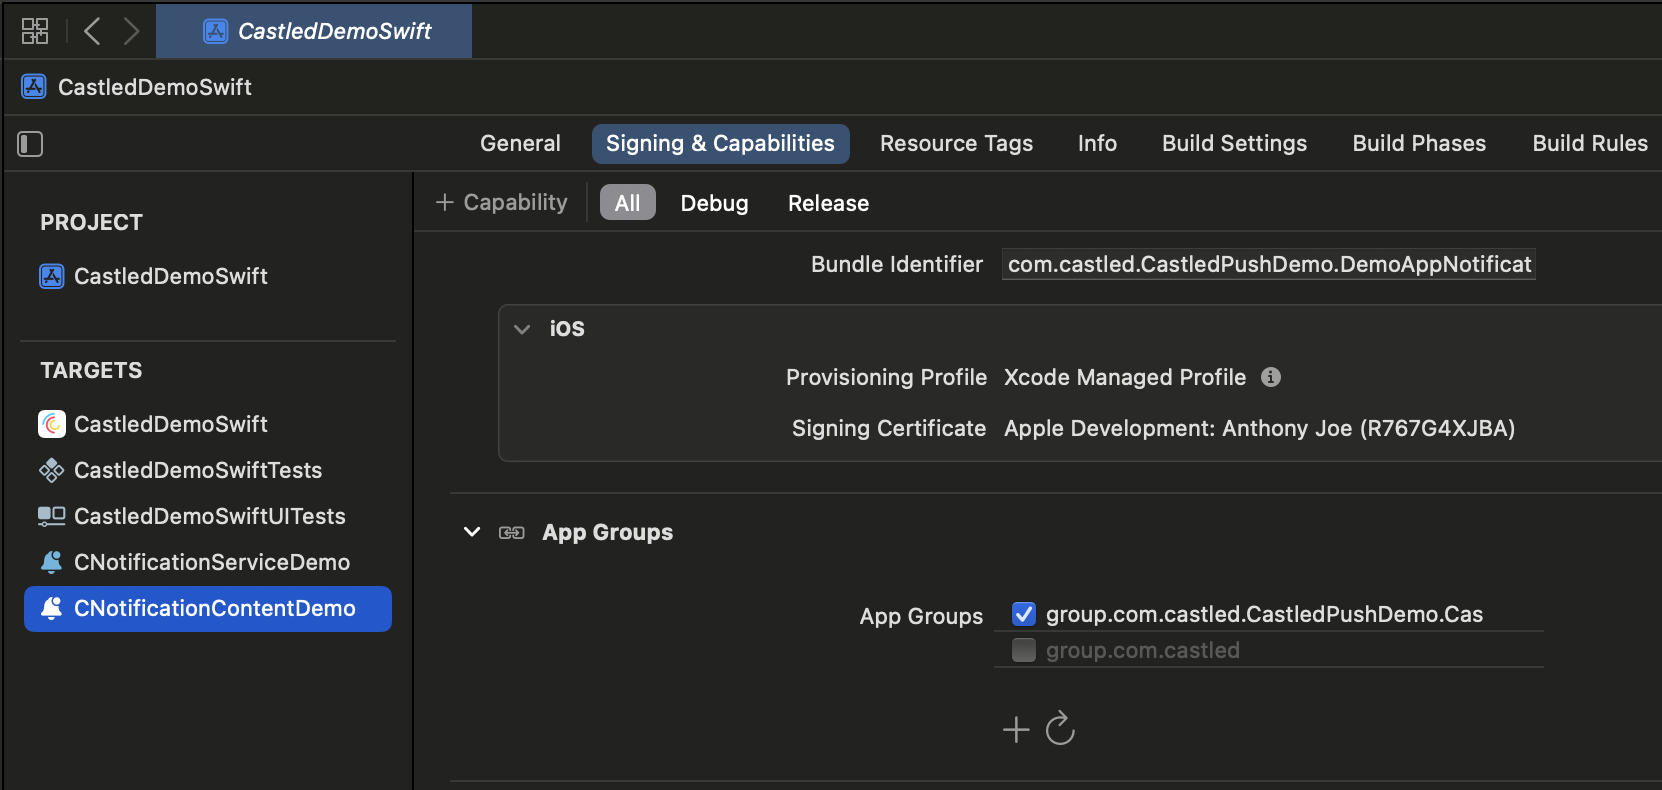 CastledDemoSwift
CastledDemoSwift
General Signing & Capabilities Resource Tags Info Build Settings Build Phases Build Rules
+ Capability All Debug Release
PROJECT
CastledDemoSwift
TARGETS
CastledDemoSwift
CastledDemoSwiftTests
CastledDemoSwiftUITests
CNotificationServiceDemo
CNotificationContentDemo
Bundle Identifier com.castled.CastledPushDemo.DemoAppNotificat
iOS
Provisioning Profile Xcode Managed Profile
Signing Certificate Apple Development: Anthony Joe (R767G4XJBA)
App Groups
App Groups group.com.castled.CastledPushDemo.Cas
group.com.castled